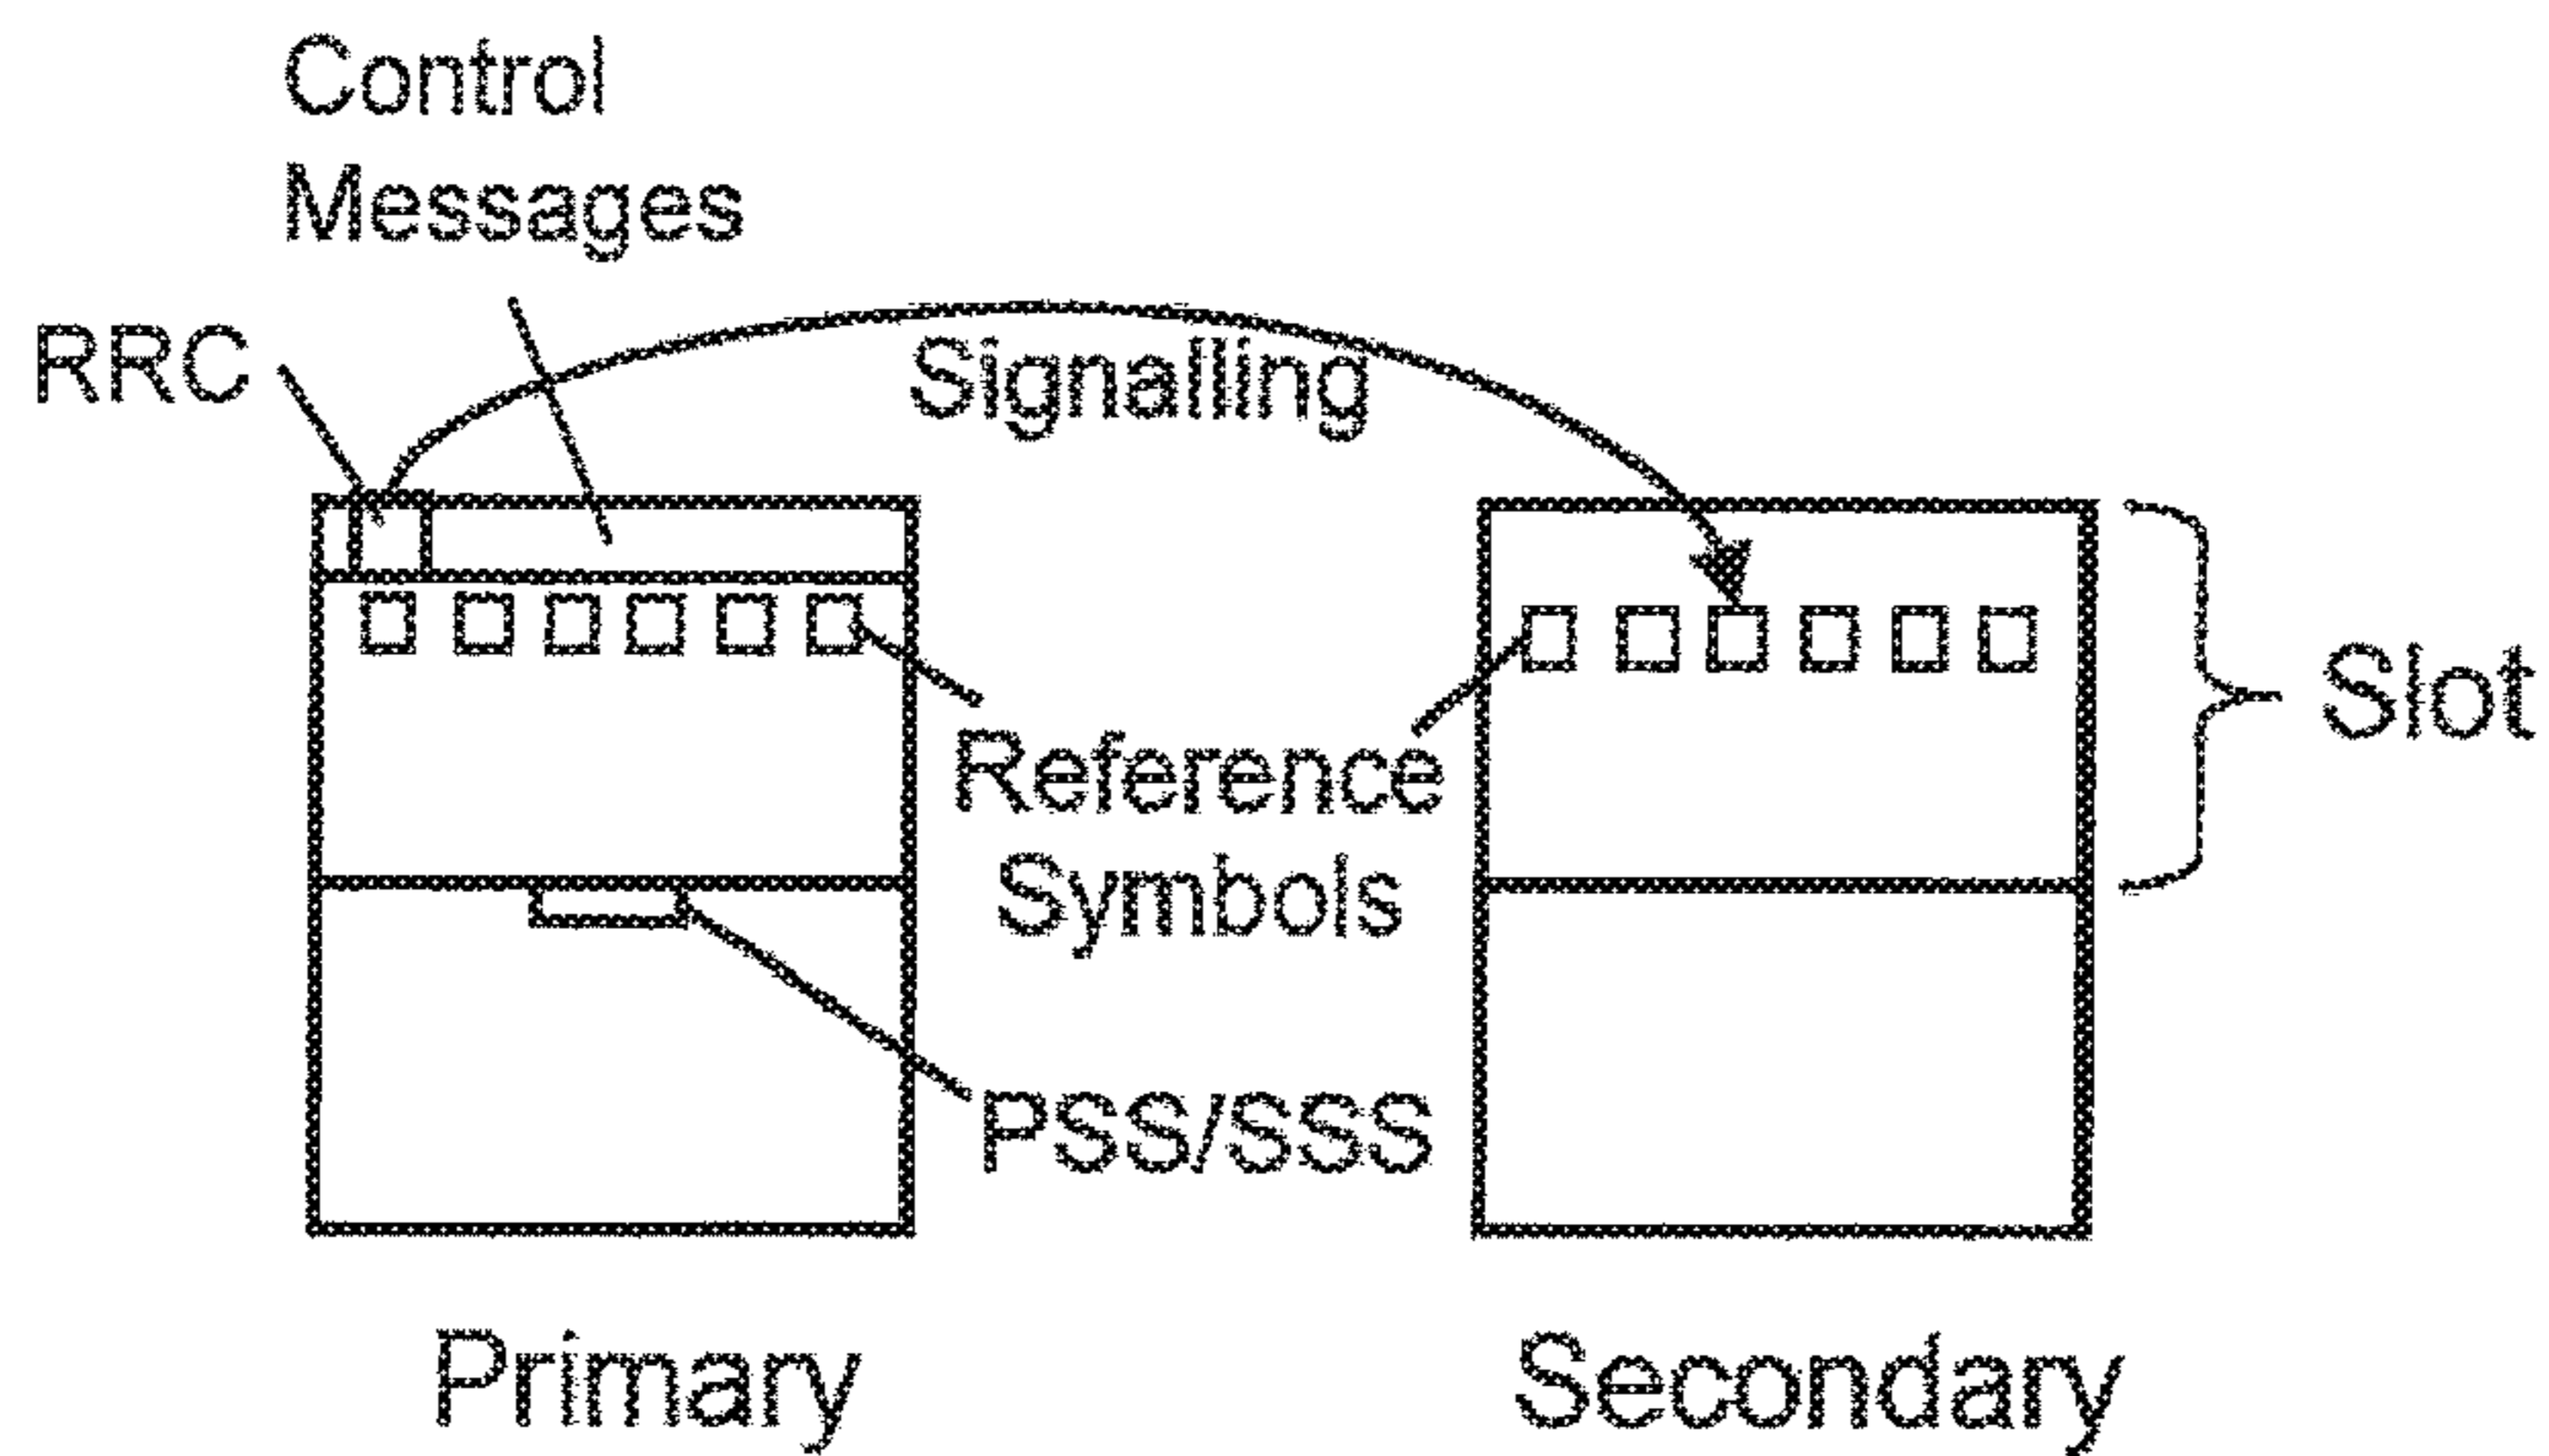 Control
Messages
RRC
Signalling
Slot
Reference
Symbols
PSS/SSS
Primary
Secondary